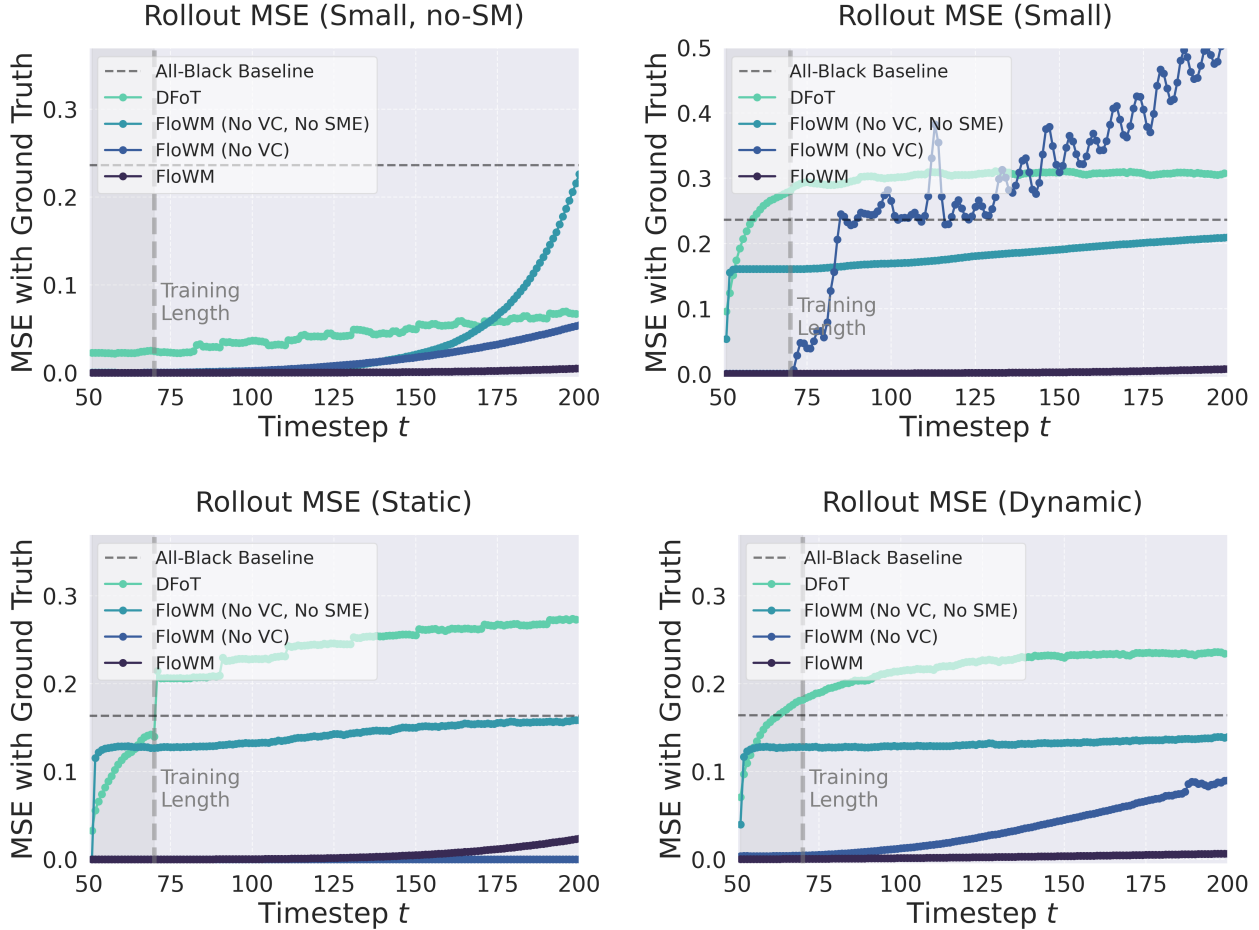 Rollout MSE (Small, no-SM)
MSE with Ground Truth
0.3
0.2
0.1
0.0
All-Black Baseline
DFoT
FloWM (No VC, No SME)
FloWM (No VC)
FloWM
Training
Length
50 75 100 125 150 175 200
Timestep t
Rollout MSE (Small)
MSE with Ground Truth
0.5
0.4
0.3
0.2
0.1
0.0
All-Black Baseline
DFoT
FloWM (No VC, No SME)
FloWM (No VC)
FloWM
Training
Length
50 75 100 125 150 175 200
Timestep t
Rollout MSE (Static)
MSE with Ground Truth
0.3
0.2
0.1
0.0
All-Black Baseline
DFoT
FloWM (No VC, No SME)
FloWM (No VC)
FloWM
Training
Length
50 75 100 125 150 175 200
Timestep t
Rollout MSE (Dynamic)
MSE with Ground Truth
0.3
0.2
0.1
0.0
All-Black Baseline
DFoT
FloWM (No VC, No SME)
FloWM (No VC)
FloWM
Training
Length
50 75 100 125 150 175 200
Timestep t